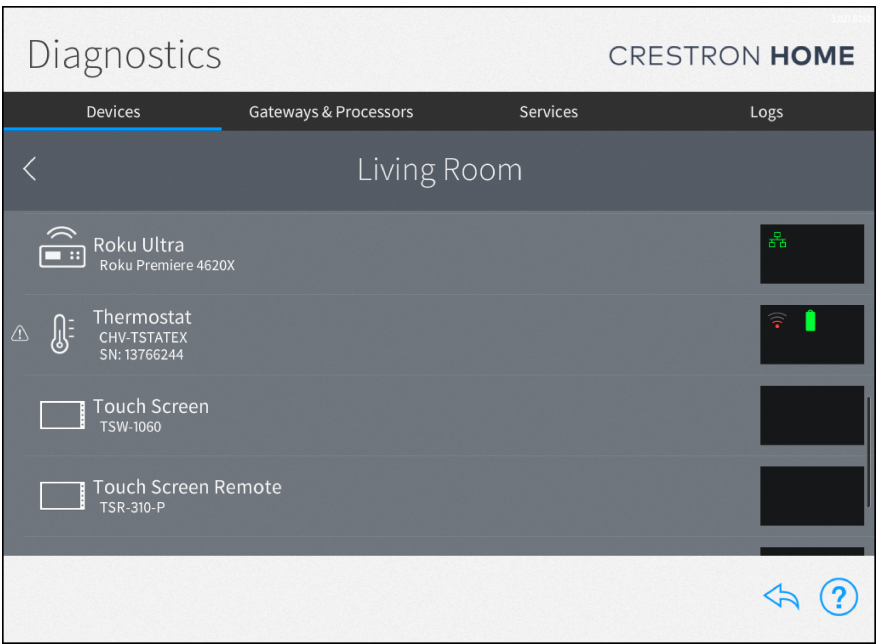 Diagnostics
CRESTRON HOME
Devices
Gateways & Processors
Services
Logs
Living Room
Roku Ultra
Roku Premiere 4620X
Thermostat
CHV-TSTATEX
SN: 13766244
Touch Screen
TSW-1060
Touch Screen Remote
TSR-310-P
?